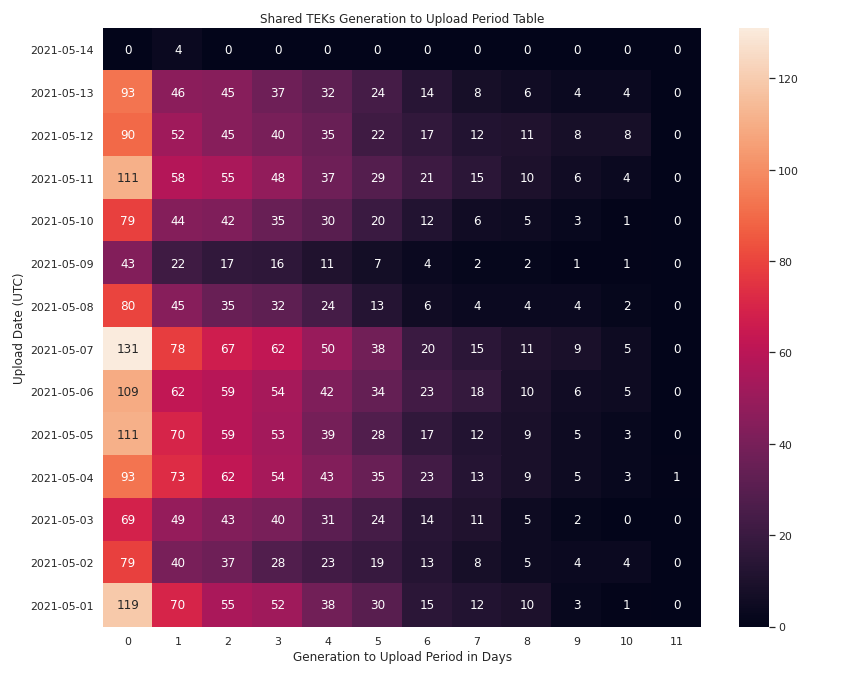 Shared TEKs Generation to Upload Period Table
Upload Date (UTC)
2021-05-14 0 4 0 0 0 0 0 0 0 0 0 0
2021-05-13 93 46 45 37 32 24 14 8 6 4 4 0
2021-05-12 90 52 45 40 35 22 17 12 11 8 8 0
2021-05-11 111 58 55 48 37 29 21 15 10 6 4 0
2021-05-10 79 44 42 35 30 20 12 6 5 3 1 0
2021-05-09 43 22 17 16 11 7 4 2 2 1 1 0
2021-05-08 80 45 35 32 24 13 6 4 4 4 2 0
2021-05-07 131 78 67 62 50 38 20 15 11 9 5 0
2021-05-06 109 62 59 54 42 34 23 18 10 6 5 0
2021-05-05 111 70 59 53 39 28 17 12 9 5 3 0
2021-05-04 93 73 62 54 43 35 23 13 9 5 3 1
2021-05-03 69 49 43 40 31 24 14 11 5 2 0 0
2021-05-02 79 40 37 28 23 19 13 8 5 4 4 0
2021-05-01 119 70 55 52 38 30 15 12 10 3 1 0
0 1 2 3 4 5 6 7 8 9 10 11
Generation to Upload Period in Days
120
100
80
60
40
20
0